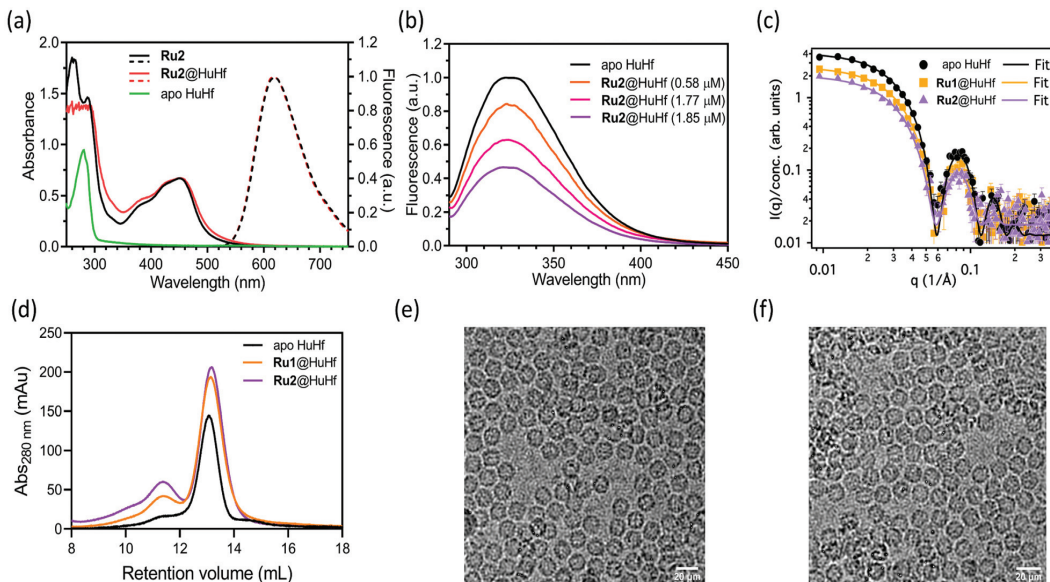 (a)
Ru2
Ru2@HuHf
apo HuHf
Absorbance
0.0
0.5
1.0
1.5
2.0
300
400
500
600
700
Wavelength (nm)
0.0
0.2
0.4
0.6
0.8
1.0
1.2
Fluorescence (a.u.)
(b)
apo HuHf
Ru2@HuHf (0.58 µM)
Ru2@HuHf (1.77 µM)
Ru2@HuHf (1.85 µM)
Fluorescence (a.u.)
0.0
0.2
0.4
0.6
0.8
1.0
1.2
300
350
400
450
Wavelength (nm)
(c)
apo HuHf Fit
Ru1@HuHf Fit
Ru2@HuHf Fit
I(q)/conc. (arb. units)
0.01
0.1
1
0.01
2
3
4
5
6
0.1
2
3
q (1/Å)
(d)
apo HuHf
Ru1@HuHf
Ru2@HuHf
Abs280 nm (mAu)
0
50
100
150
200
250
8
10
12
14
16
18
Retention volume (mL)
(e)
20 µm
(f)
20 µm